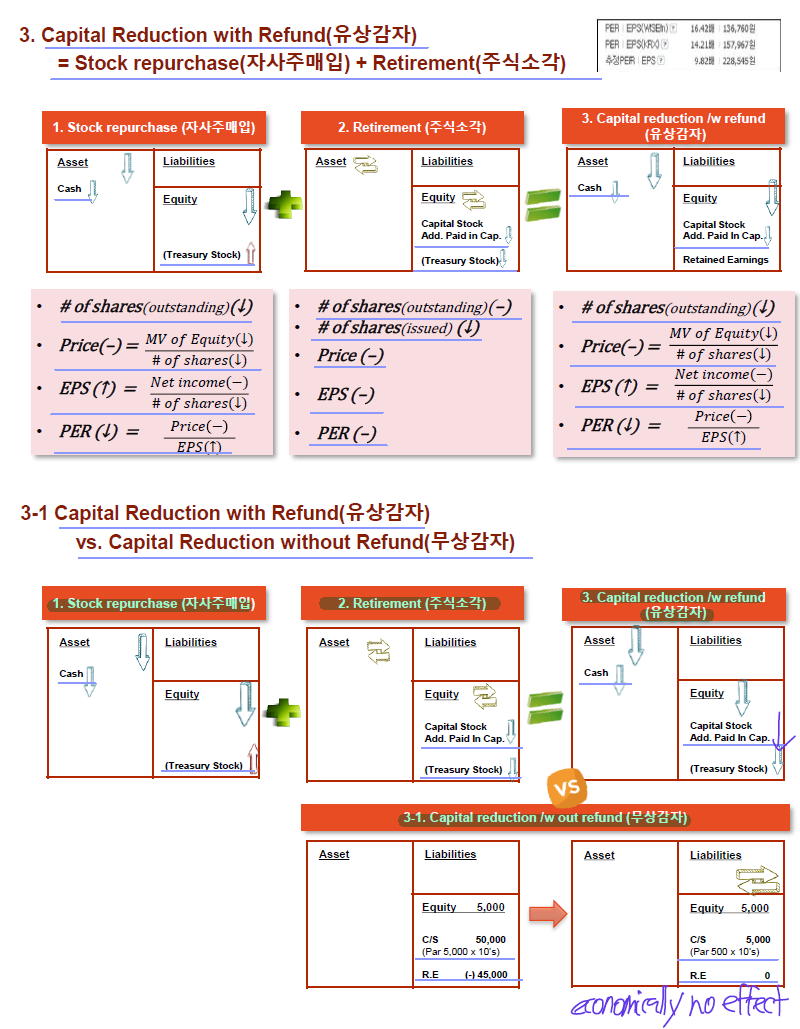 3. Capital Reduction with Refund(유상감자)
= Stock repurchase(자사주매입) + Retirement(주식소각)
PER | EPS(WISEfn) ? 16.42배 | 136,760원
PER | EPS(KRX) ? 14.21배 | 157,967원
추정PER | EPS ? 9.82배 | 228,545원
1. Stock repurchase (자사주매입)
Asset
Cash
Liabilities
Equity
(Treasury Stock)
2. Retirement (주식소각)
Asset
Liabilities
Equity
Capital Stock
Add. Paid in Cap.
(Treasury Stock)
3. Capital reduction /w refund
(유상감자)
Asset
Cash
Liabilities
Equity
Capital Stock
Add. Paid In Cap.
Retained Earnings
• # of shares(outstanding)(↓)
• Price(−) = MV of Equity(↓) / # of shares(↓)
• EPS (↑) = Net income(−) / # of shares(↓)
• PER (↓) = Price(−) / EPS(↑)
• # of shares(outstanding)(−)
• # of shares(issued) (↓)
• Price (−)
• EPS (−)
• PER (−)
• # of shares(outstanding)(↓)
• Price(−) = MV of Equity(↓) / # of shares(↓)
• EPS (↑) = Net income(−) / # of shares(↓)
• PER (↓) = Price(−) / EPS(↑)
3-1 Capital Reduction with Refund(유상감자)
vs. Capital Reduction without Refund(무상감자)
1. Stock repurchase (자사주매입)
Asset
Cash
Liabilities
Equity
(Treasury Stock)
2. Retirement (주식소각)
Asset
Liabilities
Equity
Capital Stock
Add. Paid In Cap.
(Treasury Stock)
3. Capital reduction /w refund
(유상감자)
Asset
Cash
Liabilities
Equity
Capital Stock
Add. Paid In Cap.
(Treasury Stock)
VS
3-1. Capital reduction /w out refund (무상감자)
Asset
Liabilities
Equity 5,000
C/S 50,000
(Par 5,000 x 10's)
R.E (-) 45,000
Asset
Liabilities
Equity 5,000
C/S 5,000
(Par 500 x 10's)
R.E 0
economically no effect